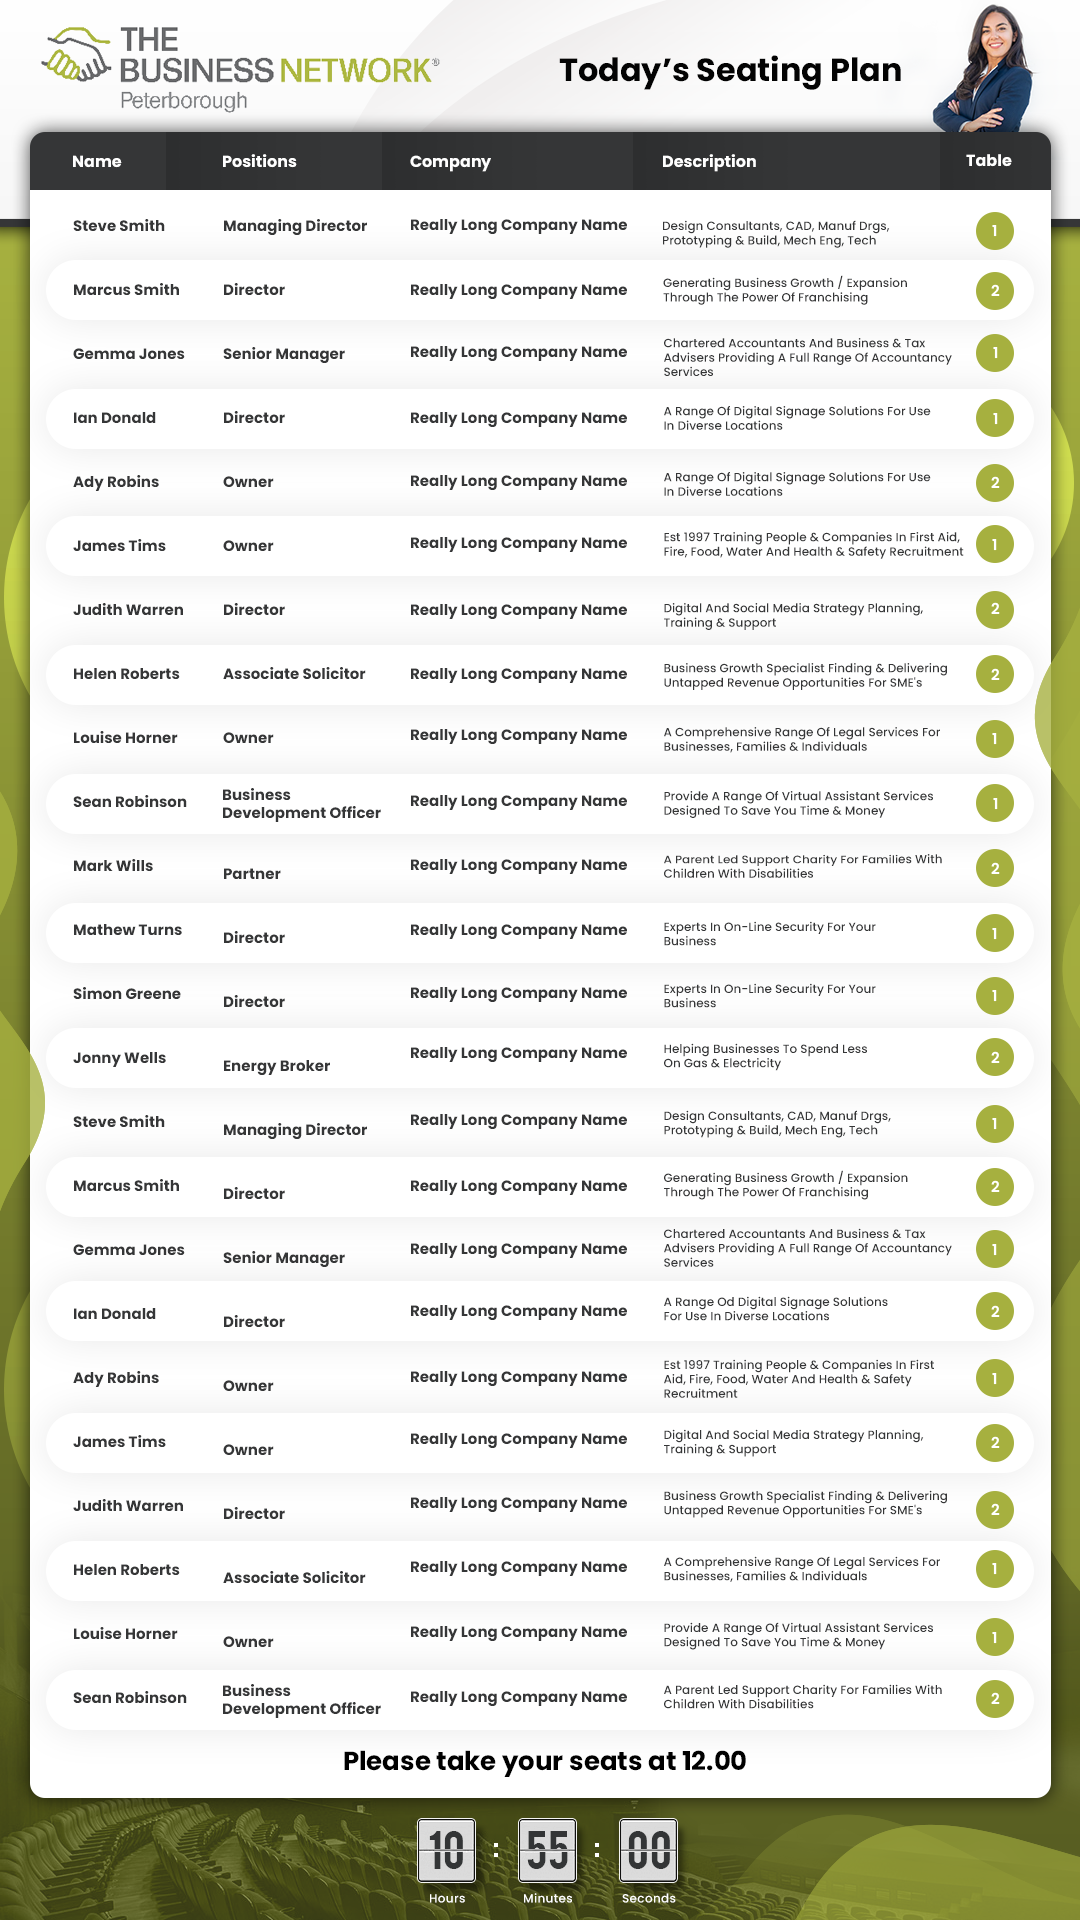 THE
BUSINESS NETWORK®
Peterborough
Today's Seating Plan
Name Positions Company Description Table
Steve Smith Managing Director Really Long Company Name Design Consultants, CAD, Manuf Drgs, 1
Prototyping & Build, Mech Eng, Tech
Marcus Smith Director Really Long Company Name Generating Business Growth / Expansion 2
Through The Power Of Franchising
Gemma Jones Senior Manager Really Long Company Name Chartered Accountants And Business & Tax 1
Advisers Providing A Full Range Of Accountancy
Services
Ian Donald Director Really Long Company Name A Range Of Digital Signage Solutions For Use 1
In Diverse Locations
Ady Robins Owner Really Long Company Name A Range Of Digital Signage Solutions For Use 2
In Diverse Locations
James Tims Owner Really Long Company Name Est 1997 Training People & Companies In First Aid, 1
Fire, Food, Water And Health & Safety Recruitment
Judith Warren Director Really Long Company Name Digital And Social Media Strategy Planning, 2
Training & Support
Helen Roberts Associate Solicitor Really Long Company Name Business Growth Specialist Finding & Delivering 2
Untapped Revenue Opportunities For SME's
Louise Horner Owner Really Long Company Name A Comprehensive Range Of Legal Services For 1
Businesses, Families & Individuals
Sean Robinson Business Really Long Company Name Provide A Range Of Virtual Assistant Services 1
Development Officer Designed To Save You Time & Money
Mark Wills Partner Really Long Company Name A Parent Led Support Charity For Families With 2
Children With Disabilities
Mathew Turns Director Really Long Company Name Experts In On-Line Security For Your 1
Business
Simon Greene Director Really Long Company Name Experts In On-Line Security For Your 1
Business
Jonny Wells Energy Broker Really Long Company Name Helping Businesses To Spend Less 2
On Gas & Electricity
Steve Smith Managing Director Really Long Company Name Design Consultants, CAD, Manuf Drgs, 1
Prototyping & Build, Mech Eng, Tech
Marcus Smith Director Really Long Company Name Generating Business Growth / Expansion 2
Through The Power Of Franchising
Gemma Jones Senior Manager Really Long Company Name Chartered Accountants And Business & Tax 1
Advisers Providing A Full Range Of Accountancy
Services
Ian Donald Director Really Long Company Name A Range Od Digital Signage Solutions 2
For Use In Diverse Locations
Ady Robins Owner Really Long Company Name Est 1997 Training People & Companies In First 1
Aid, Fire, Food, Water And Health & Safety
Recruitment
James Tims Owner Really Long Company Name Digital And Social Media Strategy Planning, 2
Training & Support
Judith Warren Director Really Long Company Name Business Growth Specialist Finding & Delivering 2
Untapped Revenue Opportunities For SME's
Helen Roberts Associate Solicitor Really Long Company Name A Comprehensive Range Of Legal Services For 1
Businesses, Families & Individuals
Louise Horner Owner Really Long Company Name Provide A Range Of Virtual Assistant Services 1
Designed To Save You Time & Money
Sean Robinson Business Really Long Company Name A Parent Led Support Charity For Families With 2
Development Officer Children With Disabilities
Please take your seats at 12.00
10 : 55 : 00
Hours Minutes Seconds